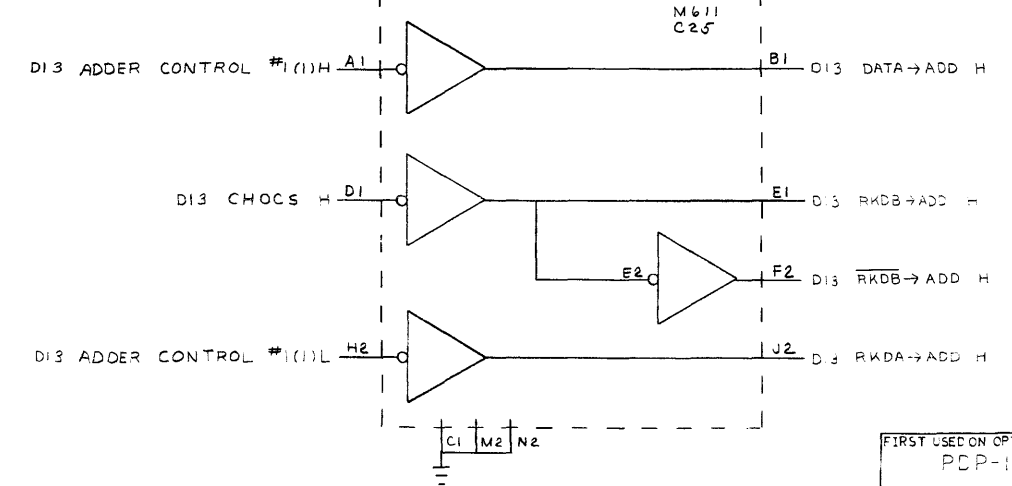 M611
C25
D13 ADDER CONTROL #1(1)H A1 B1 D13 DATA→ADD H
D13 CHOCS H D1 E1 D13 RKDB→ADD H
E2 F2 D13 R̅K̅D̅B̅→ADD H
D13 ADDER CONTROL #1(1)L H2 J2 D13 RKDA→ADD H
C1 M2 N2
FIRST USED ON OP
PDP-1